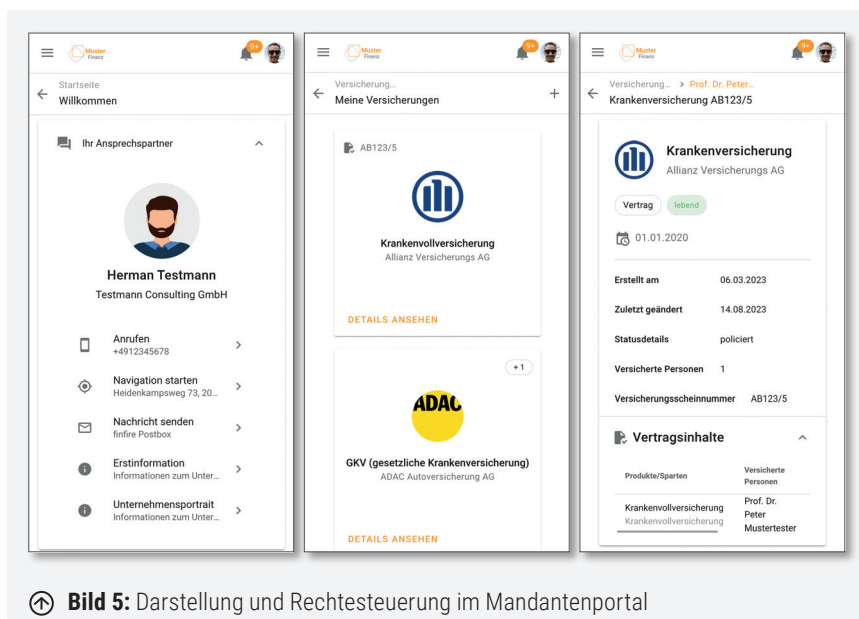 Muster
Finanz
9+
Startseite
Willkommen
Ihr Ansprechspartner
Herman Testmann
Testmann Consulting GmbH
Anrufen
+4912345678
Navigation starten
Heidenkampsweg 73, 20...
Nachricht senden
finfire Postbox
Erstinformation
Informationen zum Unter...
Unternehmensportrait
Informationen zum Unter...
Muster
Finanz
9+
Versicherung...
Meine Versicherungen
AB123/5
Krankenvollversicherung
Allianz Versicherungs AG
DETAILS ANSEHEN
+1
ADAC
GKV (gesetzliche Krankenversicherung)
ADAC Autoversicherung AG
DETAILS ANSEHEN
Muster
Finanz
9+
Versicherung... > Prof. Dr. Peter...
Krankenversicherung AB123/5
Krankenversicherung
Allianz Versicherungs AG
Vertrag lebend
01.01.2020
Erstellt am 06.03.2023
Zuletzt geändert 14.08.2023
Statusdetails policiert
Versicherte Personen 1
Versicherungsscheinnummer AB123/5
Vertragsinhalte
Produkte/Sparten Versicherte
Personen
Krankenvollversicherung Prof. Dr.
Krankenvollversicherung Peter
Mustertester
Bild 5: Darstellung und Rechtesteuerung im Mandantenportal